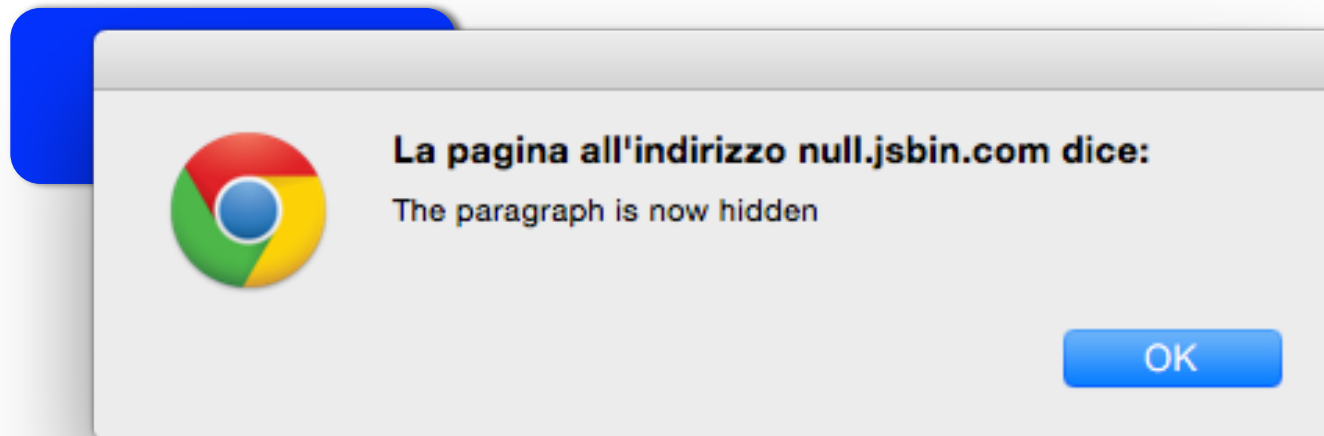 La pagina all'indirizzo null.jsbin.com dice:
The paragraph is now hidden
OK